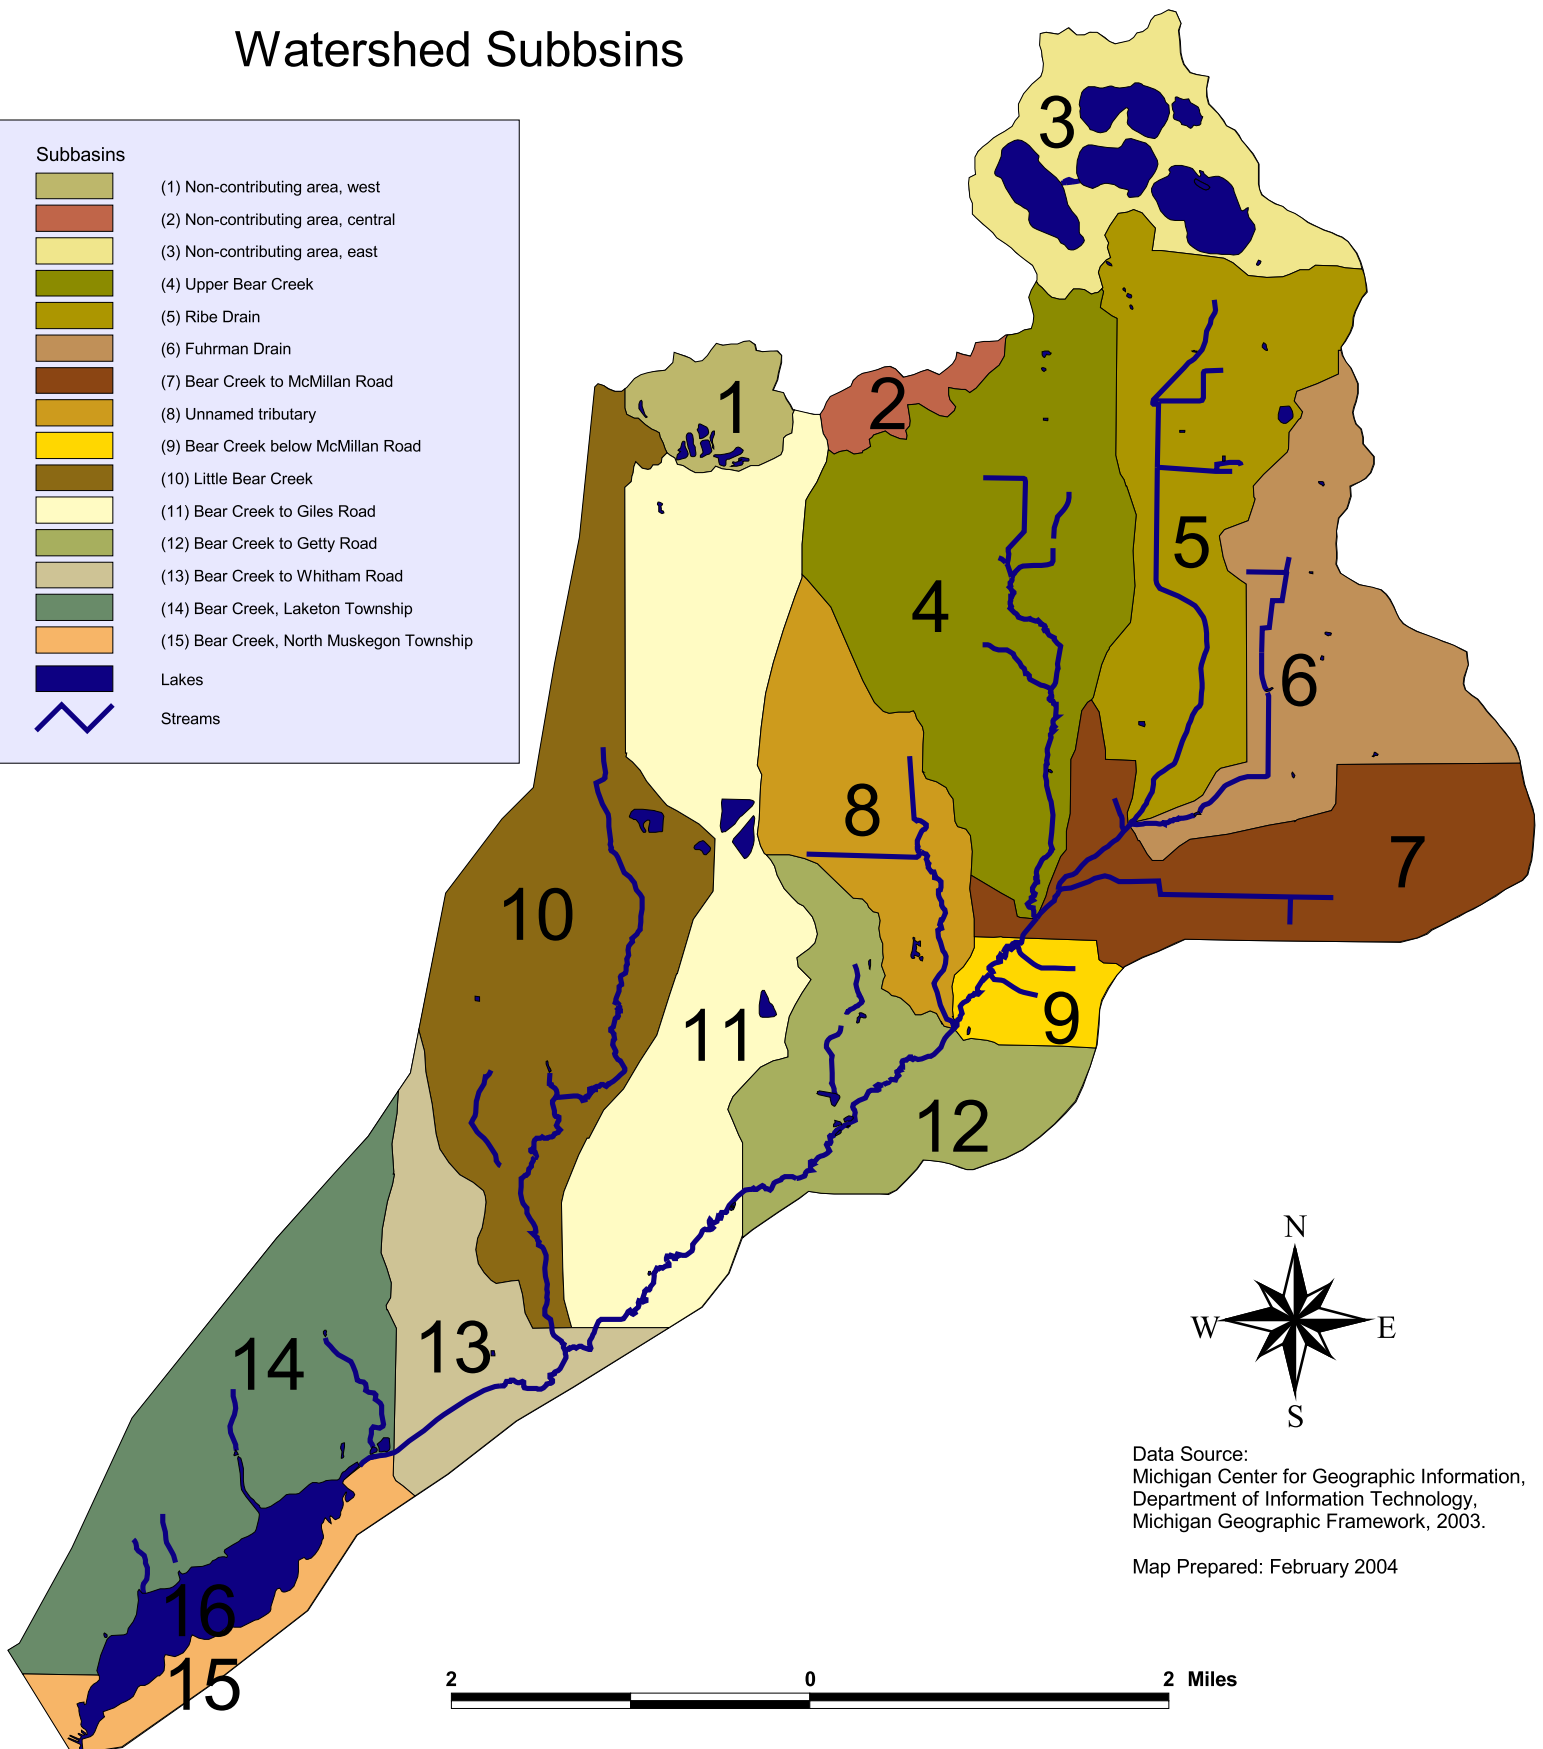 Watershed Subbsins
Subbasins
(1) Non-contributing area, west
(2) Non-contributing area, central
(3) Non-contributing area, east
(4) Upper Bear Creek
(5) Ribe Drain
(6) Fuhrman Drain
(7) Bear Creek to McMillan Road
(8) Unnamed tributary
(9) Bear Creek below McMillan Road
(10) Little Bear Creek
(11) Bear Creek to Giles Road
(12) Bear Creek to Getty Road
(13) Bear Creek to Whitham Road
(14) Bear Creek, Laketon Township
(15) Bear Creek, North Muskegon Township
Lakes
Streams
3
1
2
5
4
6
8
7
10
9
11
12
13
14
16
15
N
W
E
S
Data Source:
Michigan Center for Geographic Information,
Department of Information Technology,
Michigan Geographic Framework, 2003.
Map Prepared: February 2004
2 0 2 Miles